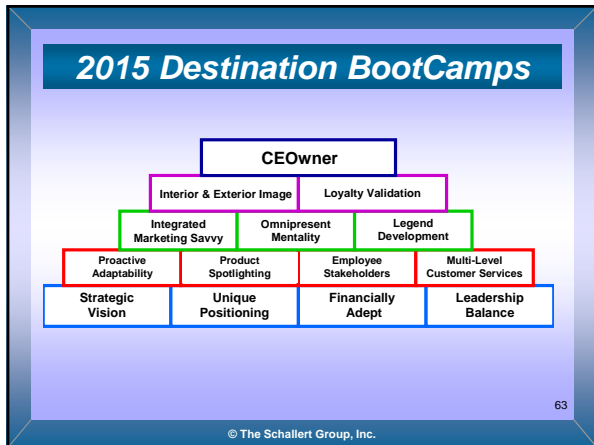 2015 Destination BootCamps
CEOwner
Interior & Exterior Image
Loyalty Validation
Integrated
Marketing Savvy
Omnipresent
Mentality
Legend
Development
Proactive
Adaptability
Product
Spotlighting
Employee
Stakeholders
Multi-Level
Customer Services
Strategic
Vision
Unique
Positioning
Financially
Adept
Leadership
Balance
63
© The Schallert Group, Inc.